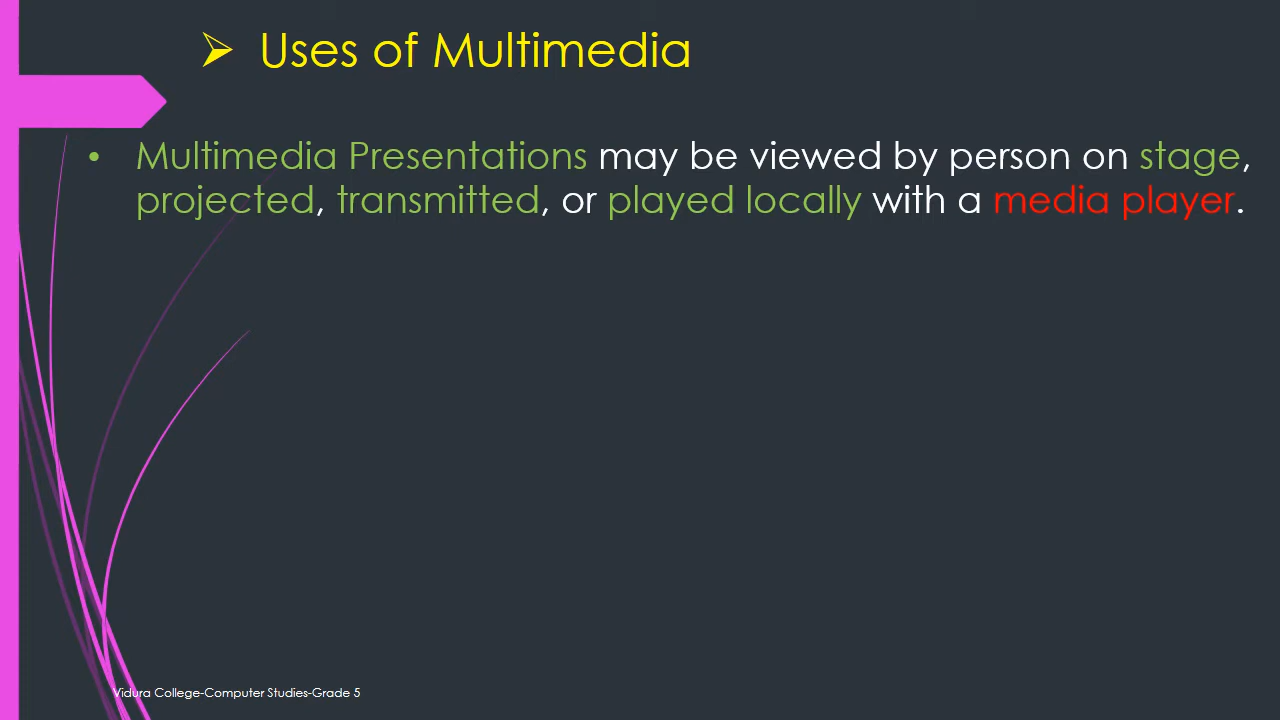 ➢ Uses of Multimedia
• Multimedia Presentations may be viewed by person on stage,
projected, transmitted, or played locally with a media player.
Vidura College-Computer Studies-Grade 5